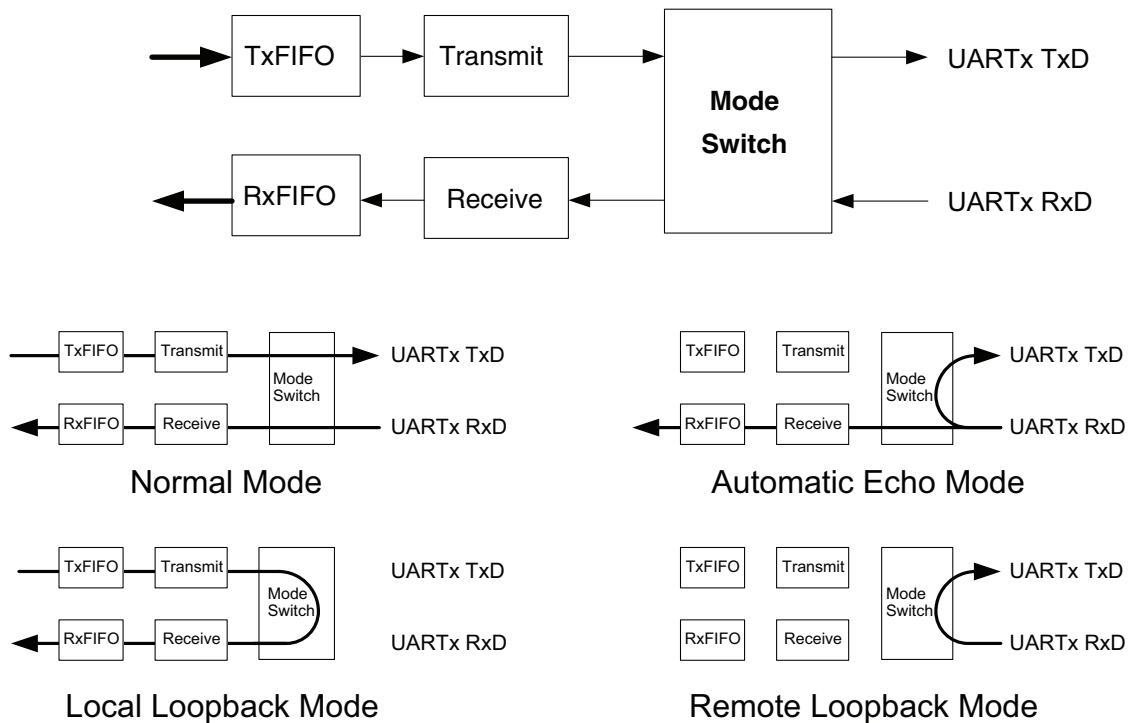 TxFIFO
Transmit
Mode
Switch
UARTx TxD
RxFIFO
Receive
UARTx RxD
TxFIFO
Transmit
Mode
Switch
UARTx TxD
RxFIFO
Receive
UARTx RxD
Normal Mode
TxFIFO
Transmit
Mode
Switch
UARTx TxD
RxFIFO
Receive
UARTx RxD
Automatic Echo Mode
TxFIFO
Transmit
Mode
Switch
UARTx TxD
RxFIFO
Receive
UARTx RxD
Local Loopback Mode
TxFIFO
Transmit
Mode
Switch
UARTx TxD
RxFIFO
Receive
UARTx RxD
Remote Loopback Mode